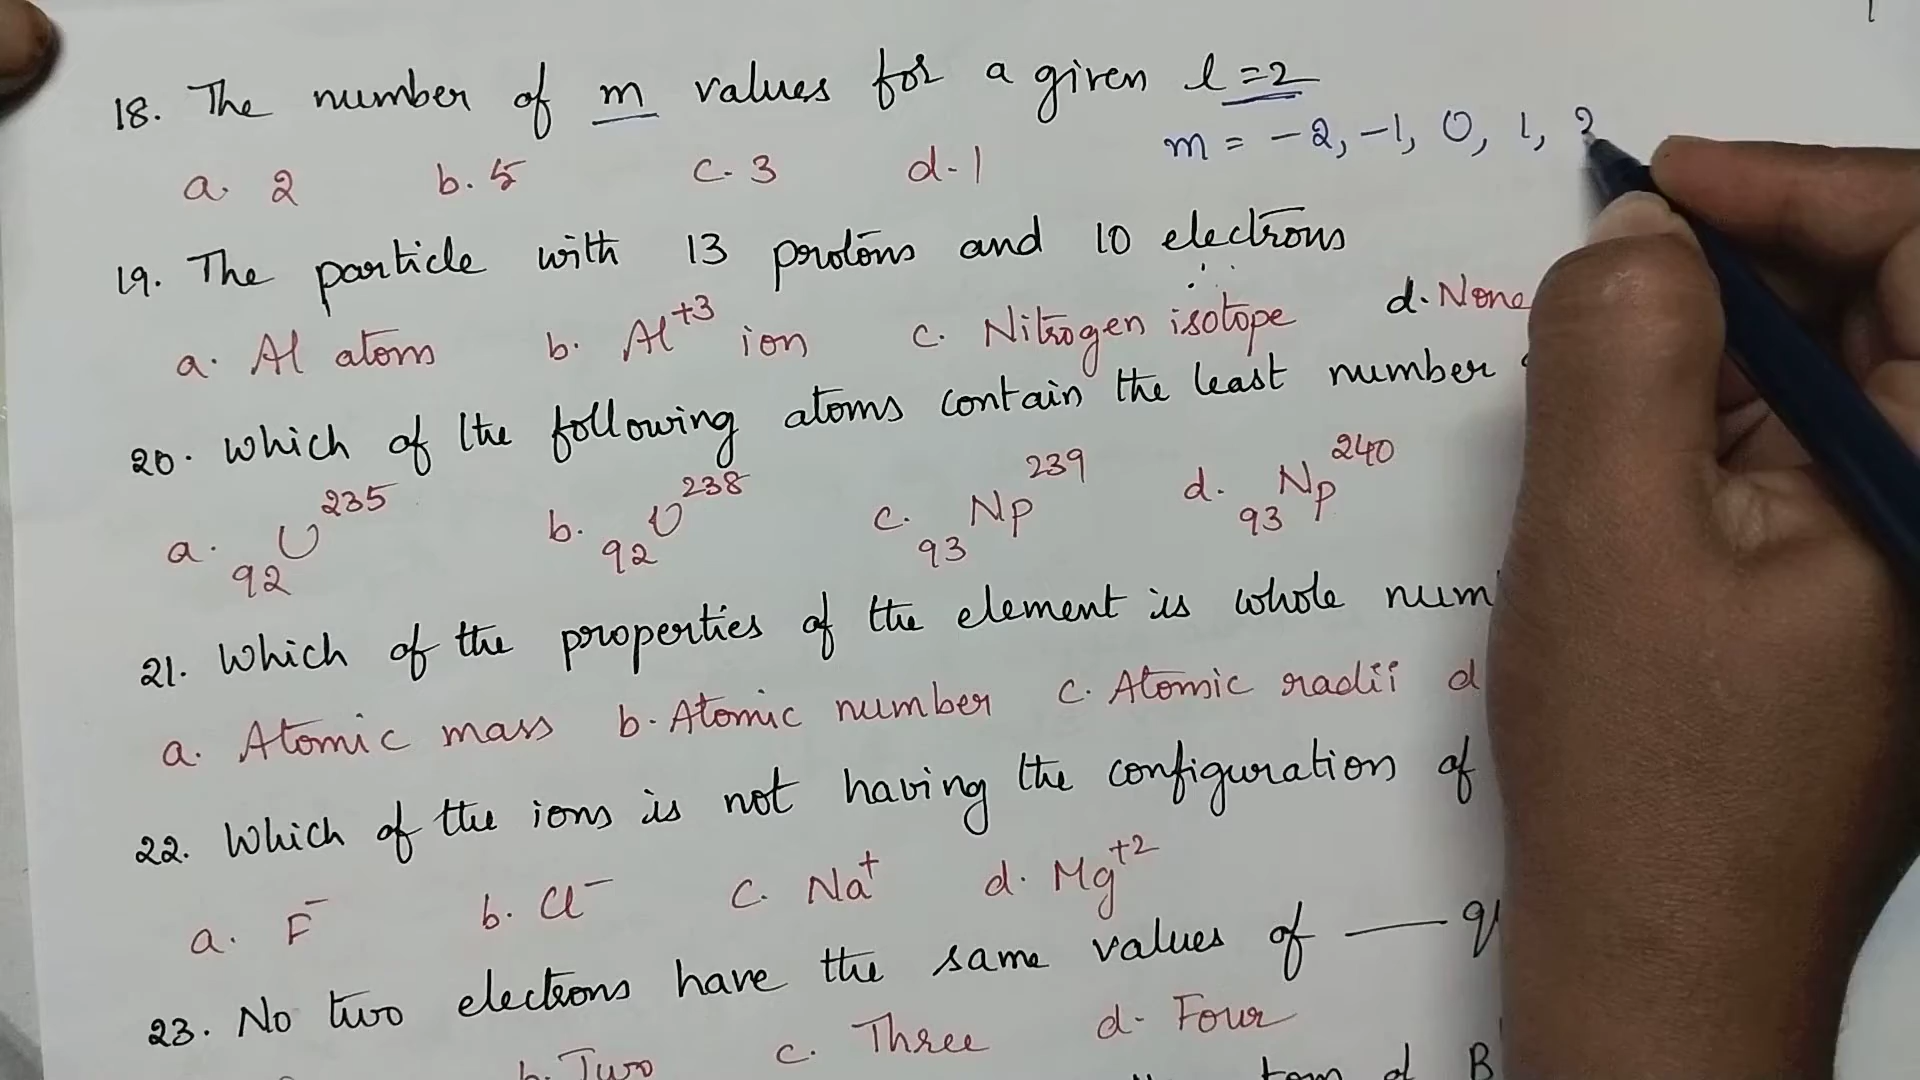 18. The number of m values for a given l=2
m = -2, -1, 0, 1, 2
a. 2 b. 5 c. 3 d. 1
19. The particle with 13 protons and 10 electrons
a. Al atom b. Al⁺³ ion c. Nitrogen isotope d. None
20. Which of the following atoms contain the least number
a. ₉₂U²³⁵ b. ₉₂U²³⁸ c. ₉₃Np²³⁹ d. ₉₃Np²⁴⁰
21. Which of the properties of the element is whole num
a. Atomic mass b. Atomic number c. Atomic radii d
22. Which of the ions is not having the configuration of
a. F⁻ b. Cl⁻ c. Na⁺ d. Mg⁺²
23. No two electrons have the same values of —
b. Two c. Three d. Four